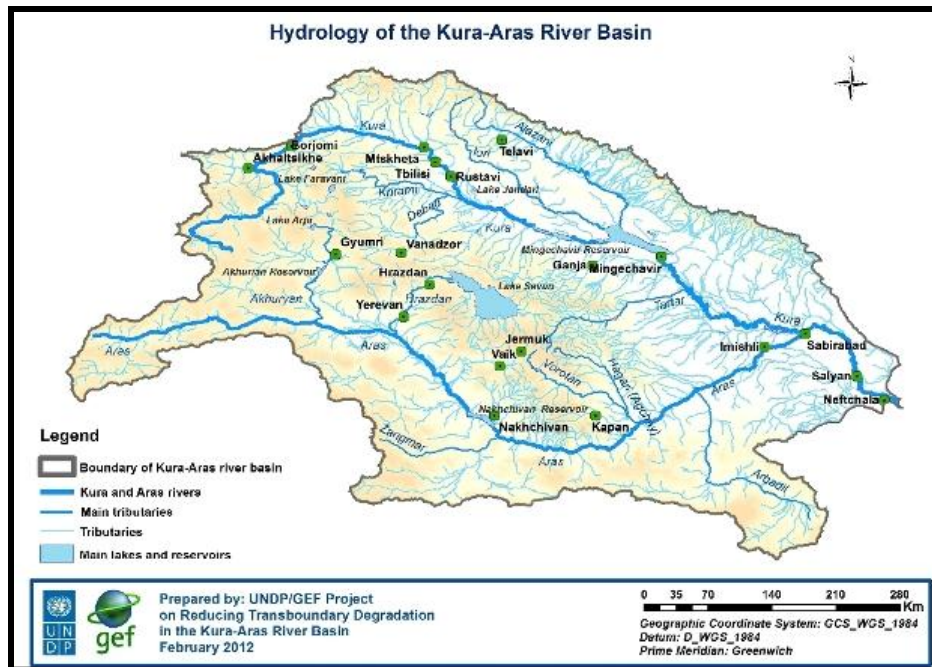 Hydrology of the Kura-Aras River Basin
N
Kura
Alazani
Iori
Telavi
Borjomi
Akhaltsikhe
Mtskheta
Tbilisi
Rustavi
Lake Faravani
Lake Jandari
Khrami
Debed
Lake Arpi
Kura
Gyumri
Vanadzor
Mingechavir Reservoir
Ganja
Mingechavir
Akhurian Reservoir
Hrazdan
Lake Sevan
Hrazdan
Akhuryan
Yerevan
Tartar
Kura
Aras
Aras
Jermuk
Imishli
Sabirabad
Vaik
Vorotan
Hagari (Adchay)
Aras
Salyan
Neftchala
Nakhchivan Reservoir
Nakhchivan
Kapan
Zangmar
Aras
Arbadil
Legend
Boundary of Kura-Aras river basin
Kura and Aras rivers
Main tributaries
Tributaries
Main lakes and reservoirs
U N
D P
gef
Prepared by: UNDP/GEF Project
on Reducing Transboundary Degradation
in the Kura-Aras River Basin
February 2012
0 35 70 140 210 280
Km
Geographic Coordinate System: GCS_WGS_1984
Datum: D_WGS_1984
Prime Meridian: Greenwich